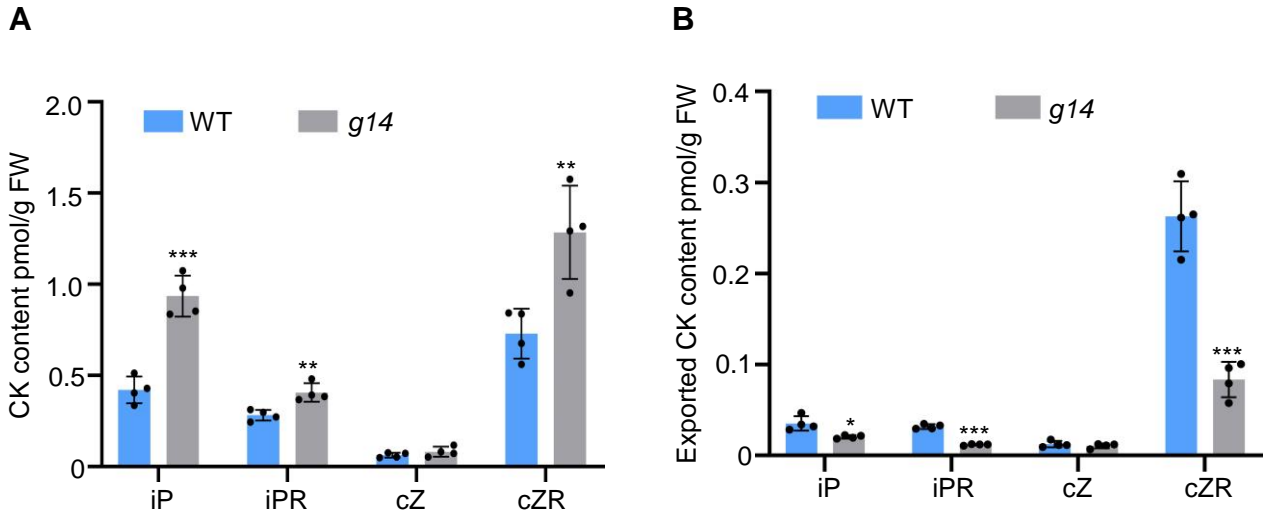 A
CK content pmol/g FW
2.0
1.5
1.0
0.5
0
WT
g14
***
**
**
iP
iPR
cZ
cZR
B
Exported CK content pmol/g FW
0.4
0.3
0.2
0.1
0
WT
g14
*
***
***
iP
iPR
cZ
cZR